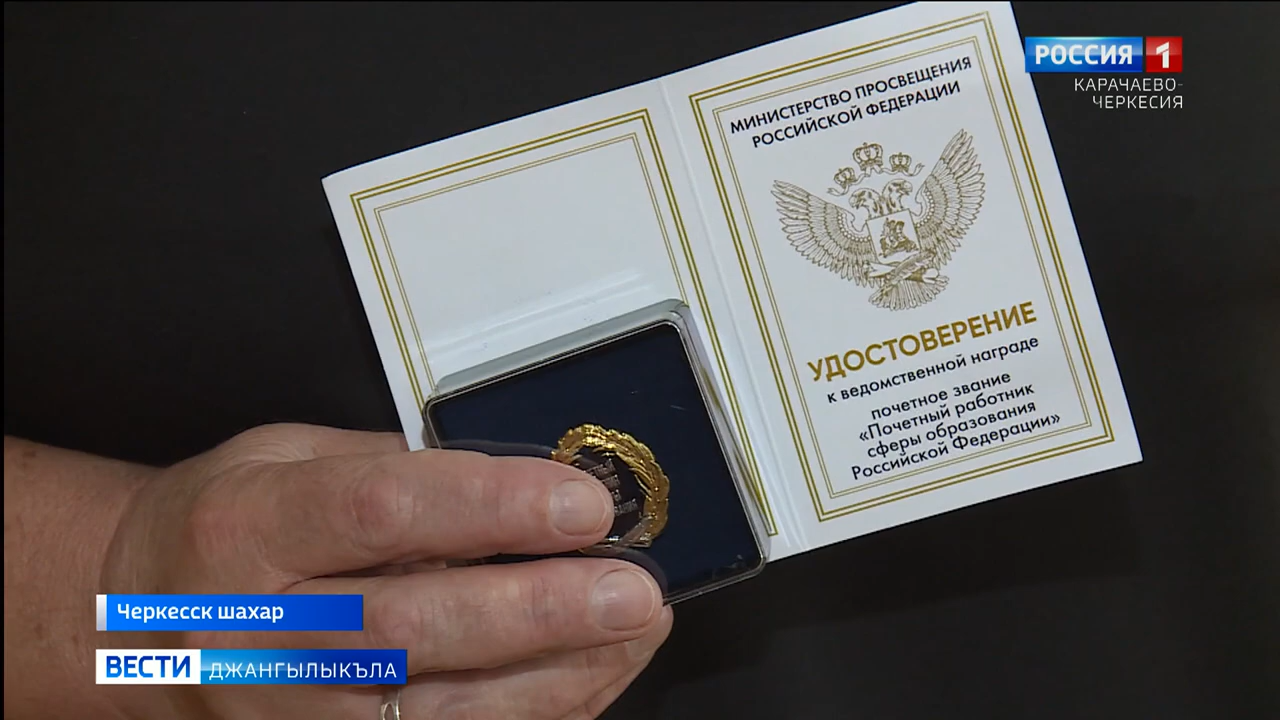 РОССИЯ 1
КАРАЧАЕВО-
ЧЕРКЕСИЯ
МИНИСТЕРСТВО ПРОСВЕЩЕНИЯ
РОССИЙСКОЙ ФЕДЕРАЦИИ
УДОСТОВЕРЕНИЕ
к ведомственной награде
почетное звание
«Почетный работник
сферы образования
Российской Федерации»
Черкесск шахар
ВЕСТИ ДЖАНГЫЛЫКЪЛА